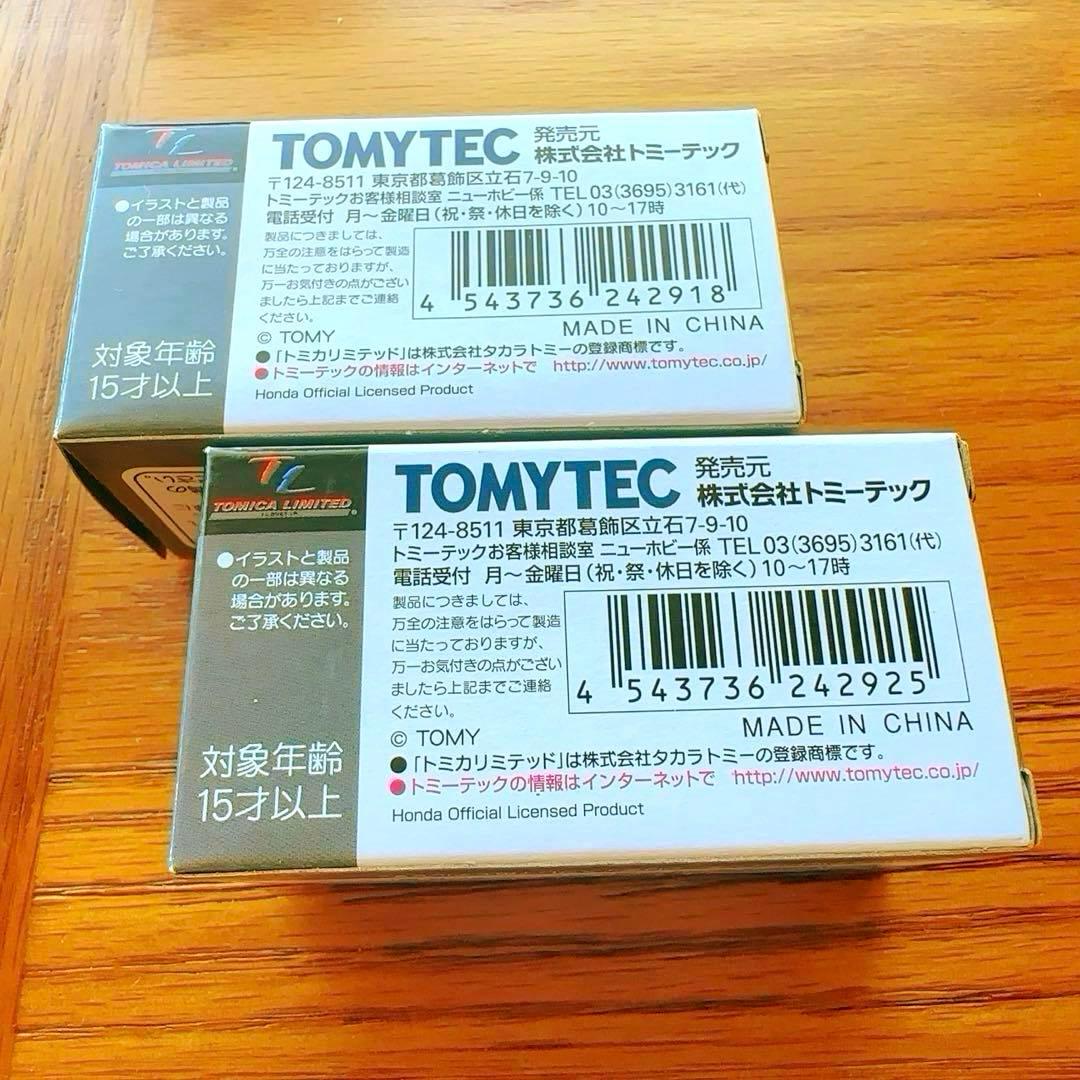 TOMICA LIMITED
TOMYTEC 発売元
株式会社トミーテック
〒124-8511 東京都葛飾区立石7-9-10
トミーテックお客様相談室 ニューホビー係 TEL 03(3695)3161(代)
電話受付 月～金曜日(祝・祭・休日を除く)10～17時
●イラストと製品
の一部は異なる
場合があります。
ご了承ください。
製品につきましては、
万全の注意をはらって製造
に当たっておりますが、
万一お気付きの点がござい
ましたら上記までご連絡
ください。
4 543736 242918
© TOMY
MADE IN CHINA
●「トミカリミテッド」は株式会社タカラトミーの登録商標です。
●トミーテックの情報はインターネットで http://www.tomytec.co.jp/
Honda Official Licensed Product
対象年齢
15才以上
TOMICA LIMITED
TOMYTEC 発売元
株式会社トミーテック
〒124-8511 東京都葛飾区立石7-9-10
トミーテックお客様相談室 ニューホビー係 TEL 03(3695)3161(代)
電話受付 月～金曜日(祝・祭・休日を除く)10～17時
●イラストと製品
の一部は異なる
場合があります。
ご了承ください。
製品につきましては、
万全の注意をはらって製造
に当たっておりますが、
万一お気付きの点がござい
ましたら上記までご連絡
ください。
4 543736 242925
© TOMY
MADE IN CHINA
●「トミカリミテッド」は株式会社タカラトミーの登録商標です。
●トミーテックの情報はインターネットで http://www.tomytec.co.jp/
Honda Official Licensed Product
対象年齢
15才以上